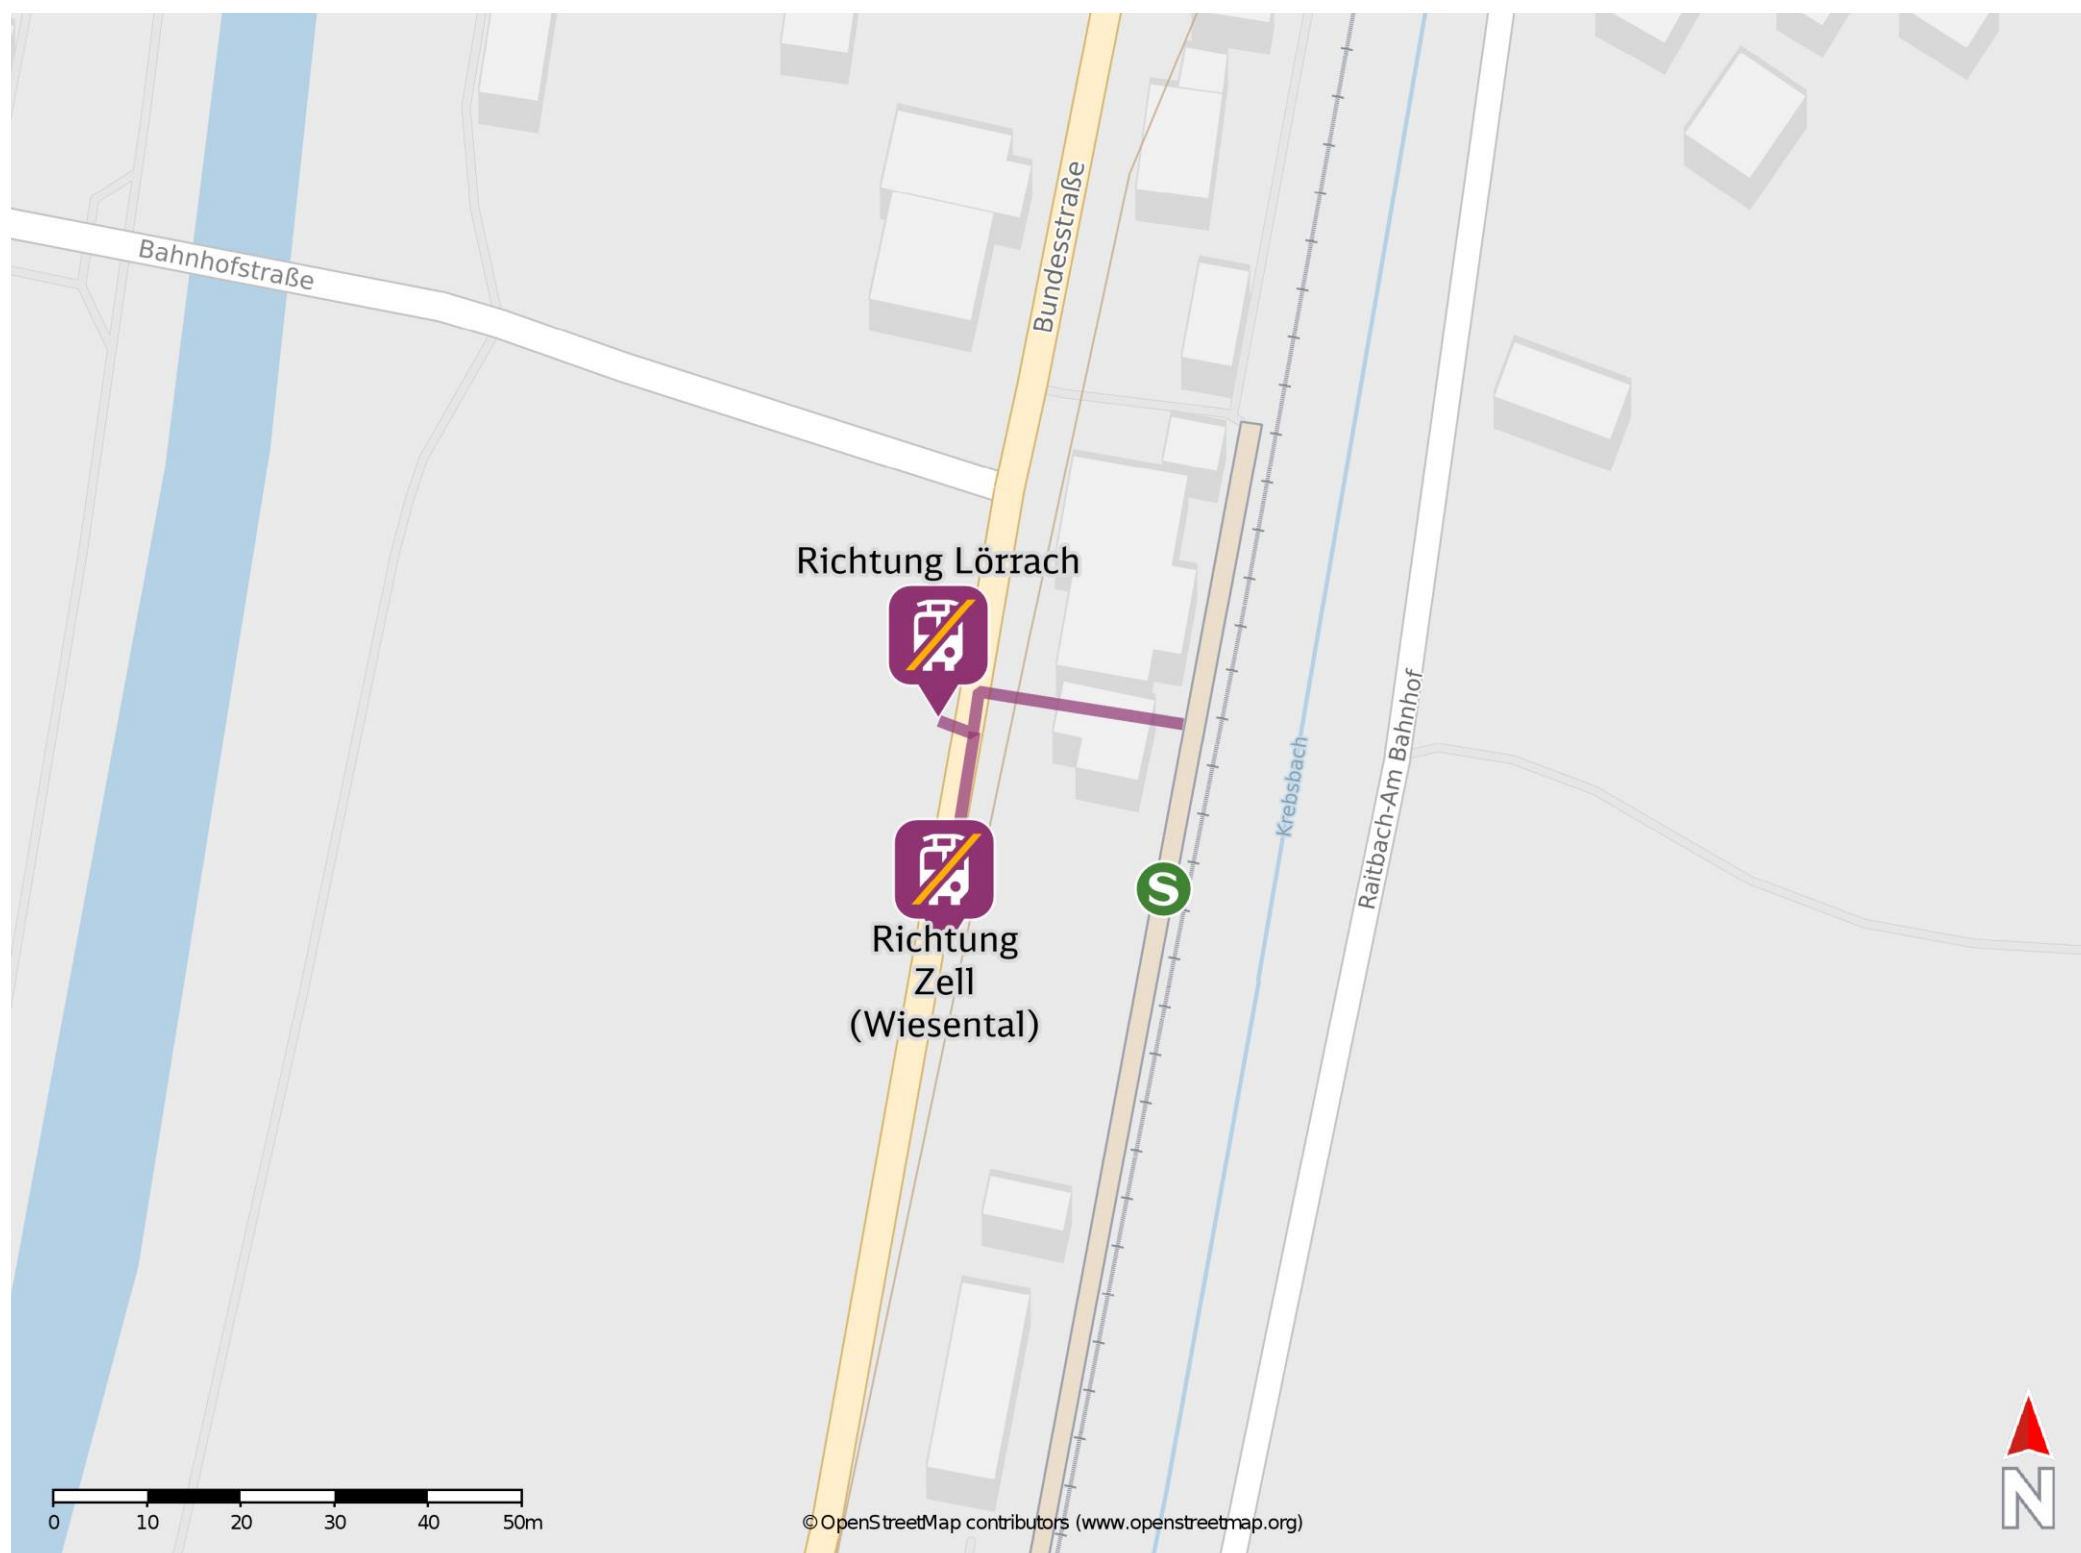 Bahnhofstraße
Bundesstraße
Richtung Lörrach
Richtung
Zell
(Wiesental)
S
Krebsbach
Raitbach-Am Bahnhof
0 10 20 30 40 50m
© OpenStreetMap contributors (www.openstreetmap.org)
N